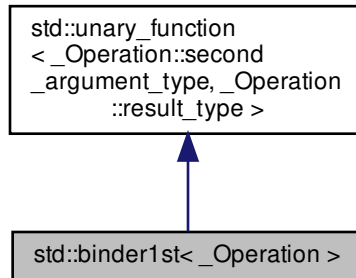 std::unary_function
< _Operation::second
_argument_type, _Operation
::result_type >
std::binder1st< _Operation >